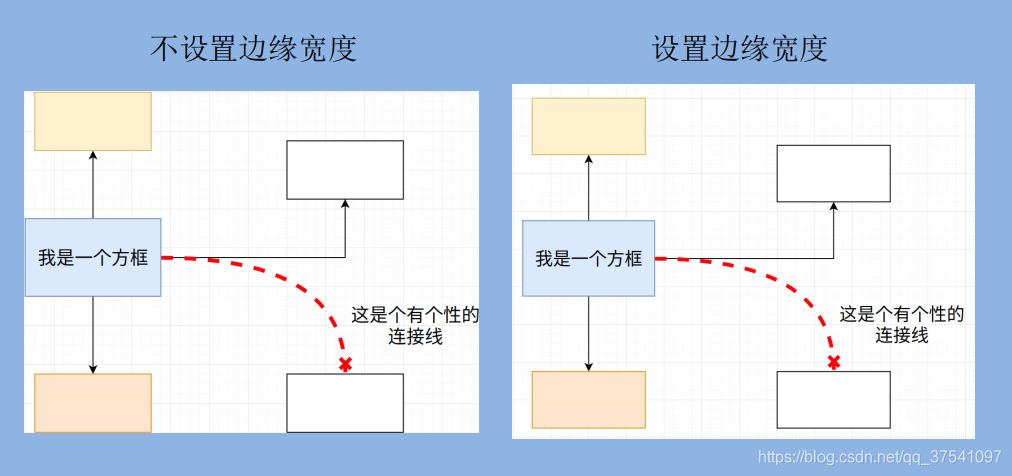 不设置边缘宽度
设置边缘宽度
我是一个方框
这是个有个性的
连接线
我是一个方框
这是个有个性的
连接线
https://blog.csdn.net/qq_37541097